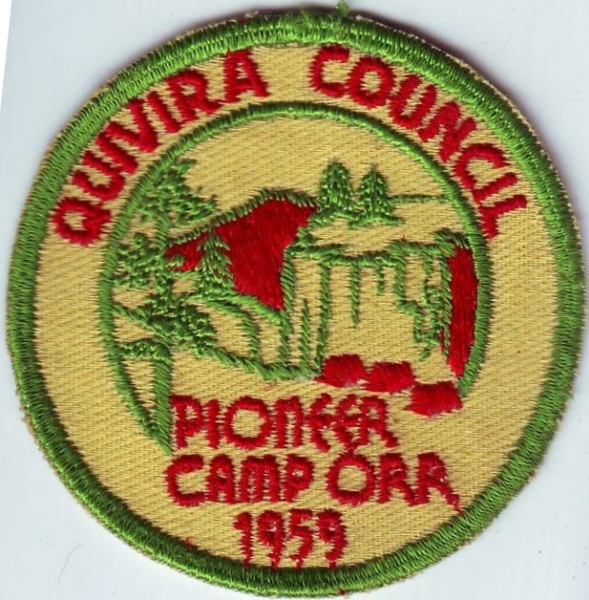 QUIVIRA COUNCIL
PIONEER
CAMP ORR
1959